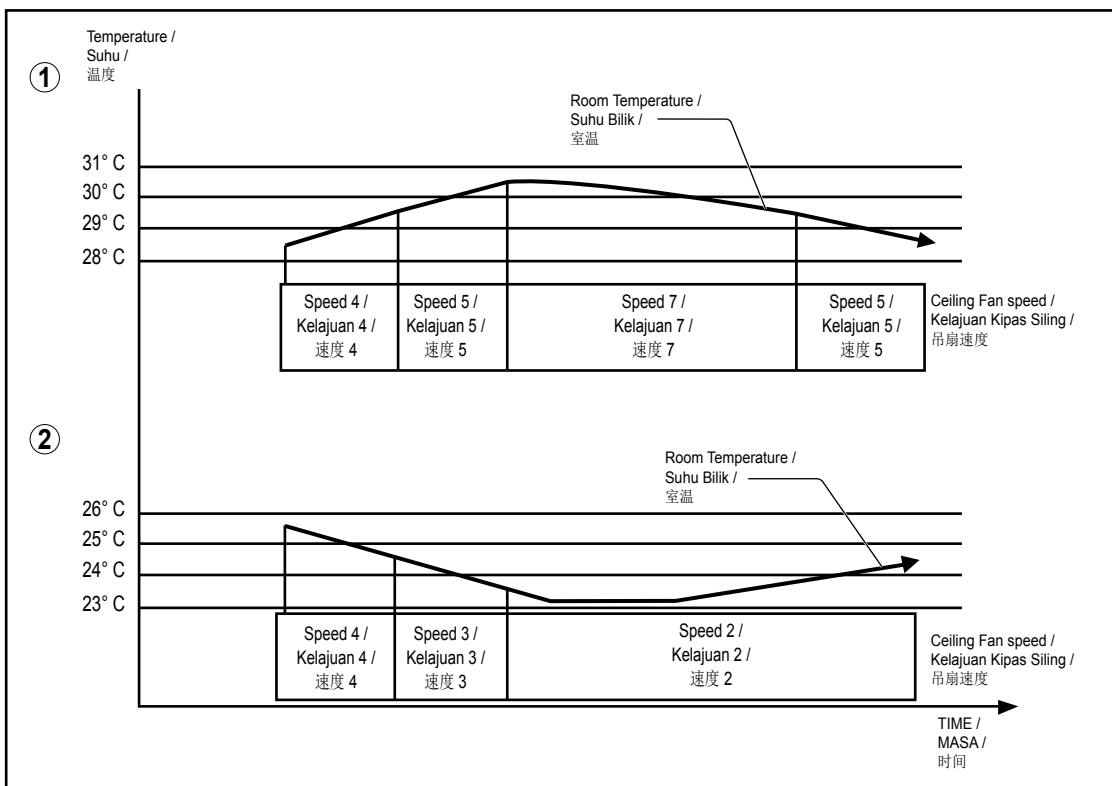 Temperature /
Suhu /
温度
1
Room Temperature /
Suhu Bilik /
室温
31° C
30° C
29° C
28° C
Speed 4 /
Kelajuan 4 /
速度 4
Speed 5 /
Kelajuan 5 /
速度 5
Speed 7 /
Kelajuan 7 /
速度 7
Speed 5 /
Kelajuan 5 /
速度 5
Ceiling Fan speed /
Kelajuan Kipas Siling /
吊扇速度
2
Room Temperature /
Suhu Bilik /
室温
26° C
25° C
24° C
23° C
Speed 4 /
Kelajuan 4 /
速度 4
Speed 3 /
Kelajuan 3 /
速度 3
Speed 2 /
Kelajuan 2 /
速度 2
Ceiling Fan speed /
Kelajuan Kipas Siling /
吊扇速度
TIME /
MASA /
时间